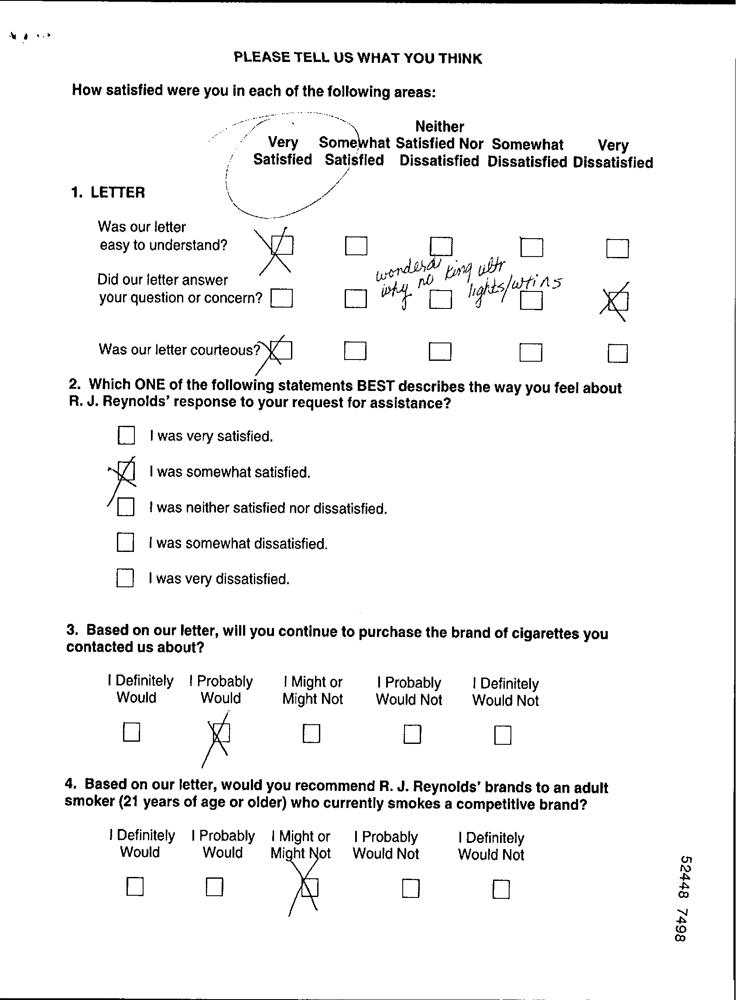 PLEASE TELL US WHAT YOU THINK
How satisfied were you in each of the following areas:
Neither
Very Somewhat Satisfied Nor Somewhat Very
Satisfied Satisfied Dissatisfied Dissatisfied Dissatisfied
1. LETTER
Was our letter
easy to understand?
why no king
lights/
Did our letter answer
your question or concern?
Was our letter courteous?
2. Which ONE of the following statements BEST describes the way you feel about
R. J. Reynolds' response to your request for assistance?
I was very satisfied.
I was somewhat satisfied.
I was neither satisfied nor dissatisfied.
I was somewhat dissatisfied.
I was very dissatisfied.
3. Based on our letter, will you continue to purchase the brand of cigarettes you
contacted us about?
I Definitely I Probably I Might or I Probably I Definitely
Would Would Might Not Would Not Would Not
4. Based on our letter, would you recommend R. J. Reynolds' brands to an adult
smoker (21 years of age or older) who currently smokes a competitive brand?
I Definitely I Probably I Might or I Probably I Definitely
Would Would Might Not Would Not Would Not
52448 7498